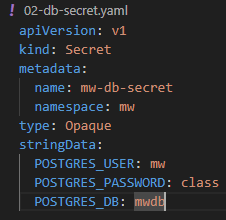 ! 02-db-secret.yaml
apiVersion: v1
kind: Secret
metadata:
  name: mw-db-secret
  namespace: mw
type: Opaque
stringData:
  POSTGRES_USER: mw
  POSTGRES_PASSWORD: class
  POSTGRES_DB: mwdb